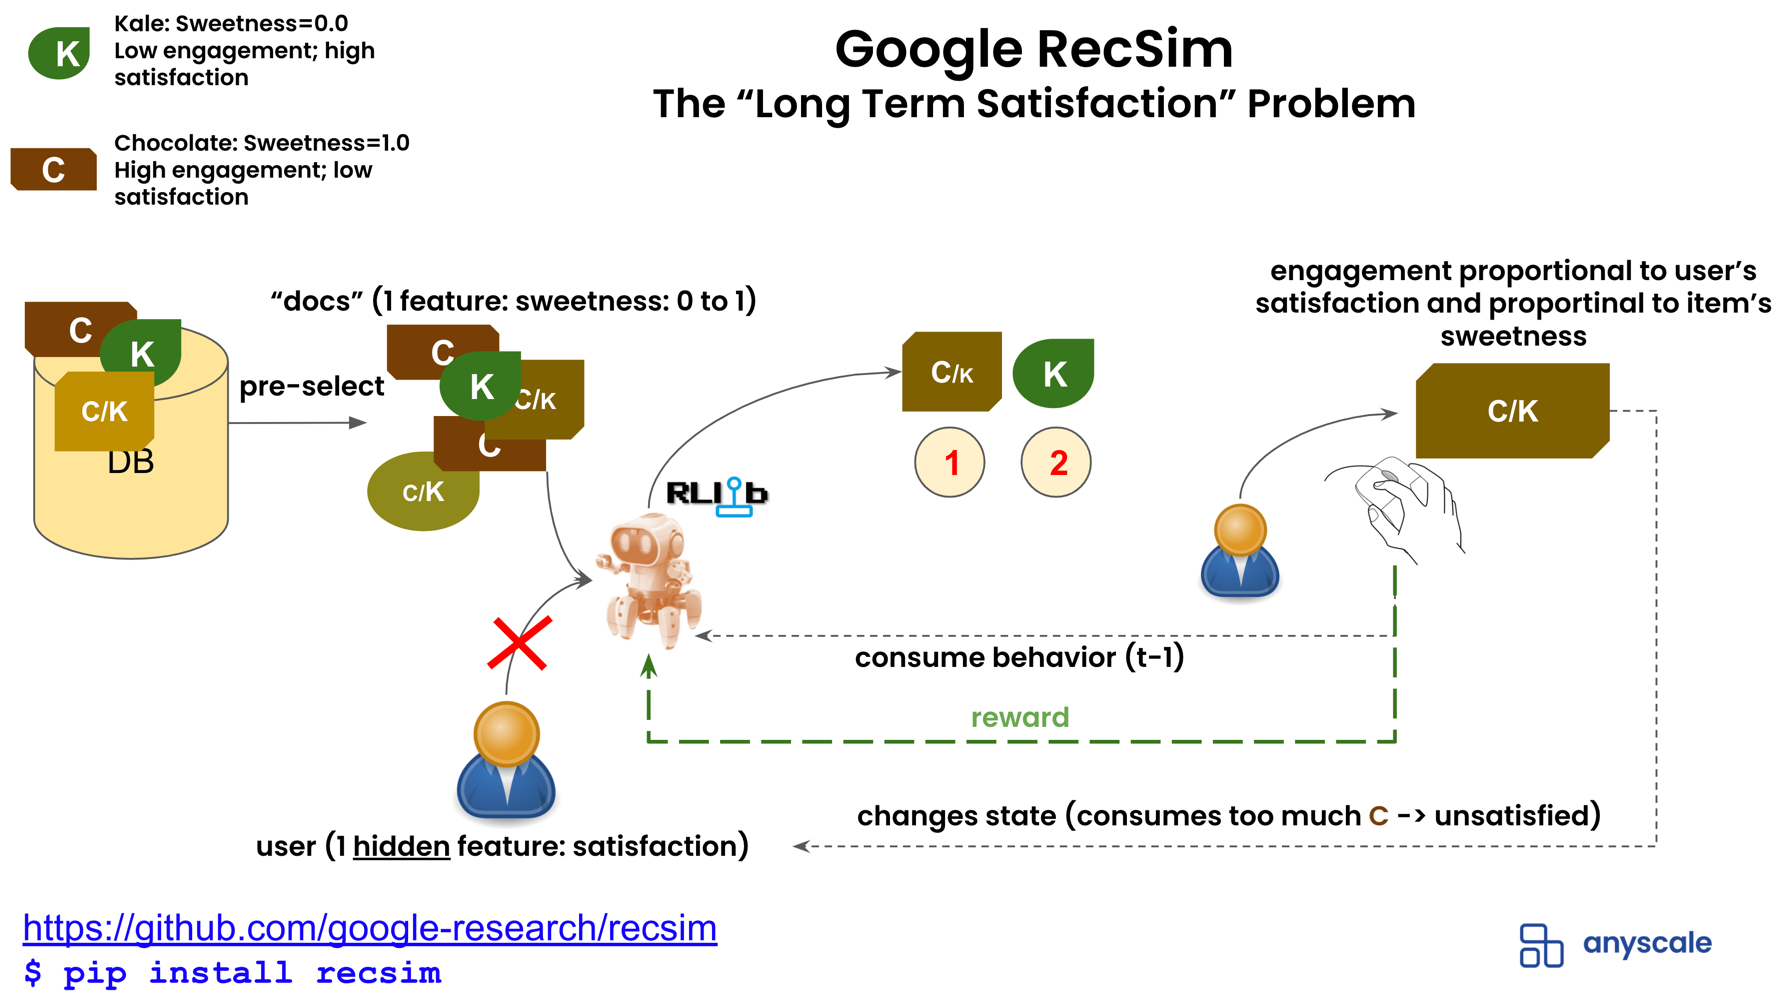 Kale: Sweetness=0.0
Low engagement; high
satisfaction
K
Chocolate: Sweetness=1.0
High engagement; low
satisfaction
C
Google RecSim
The “Long Term Satisfaction” Problem
“docs” (1 feature: sweetness: 0 to 1)
engagement proportional to user’s
satisfaction and proportinal to item’s
sweetness
C
K
C/K
DB
pre-select
C
K
C/K
C
C/K
RLlib
C/K
K
1
2
C/K
consume behavior (t-1)
reward
changes state (consumes too much C -> unsatisfied)
user (1 hidden feature: satisfaction)
https://github.com/google-research/recsim
$ pip install recsim
anyscale